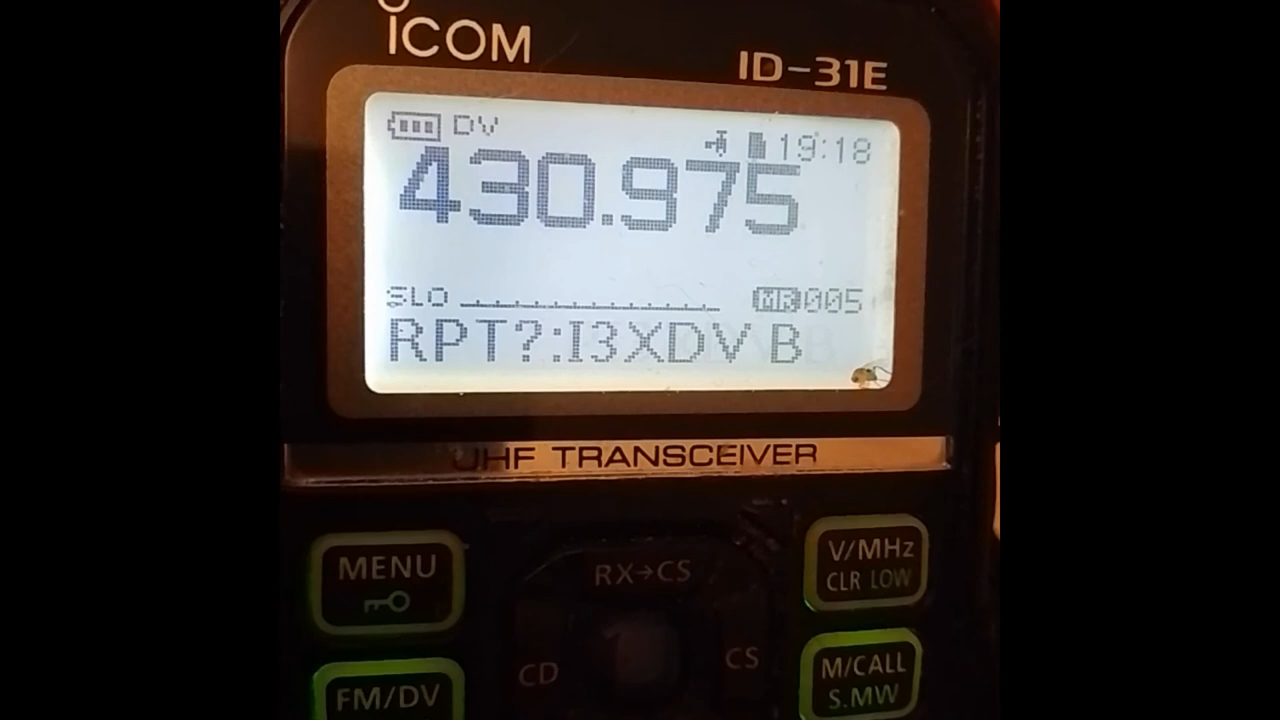 ICOM
ID-31E
DV
19:18
430.975
SLO
MR 005
RPT?:I3XDV B
UHF TRANSCEIVER
MENU
RX→CS
V/MHz
CLR LOW
CD
CS
FM/DV
M/CALL
S.MW